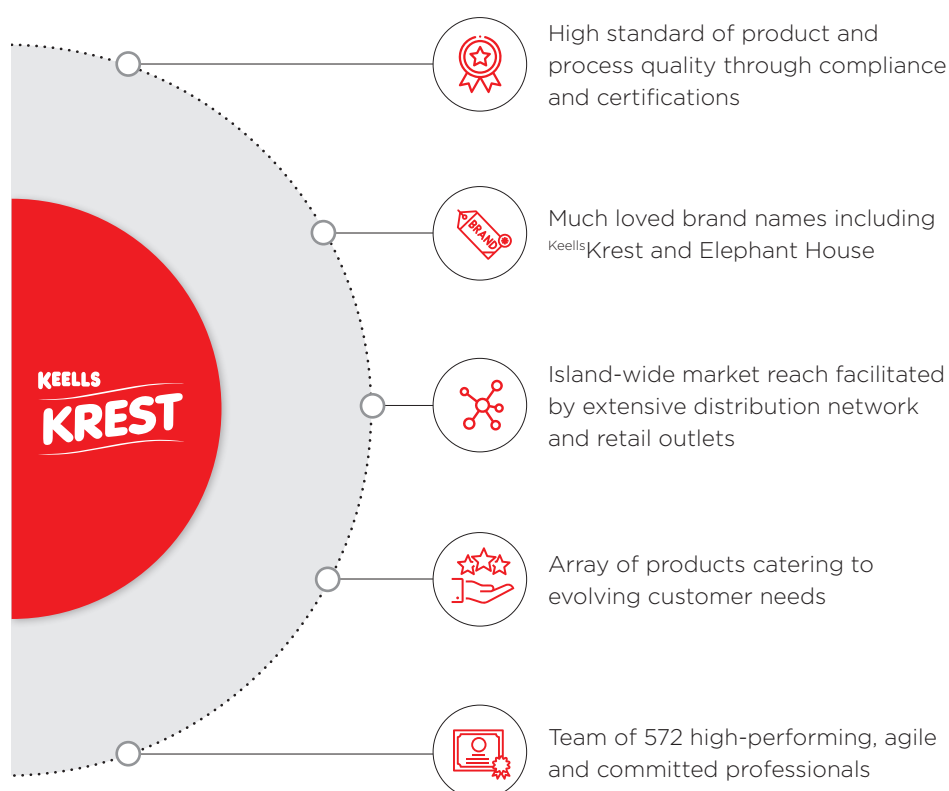 High standard of product and
process quality through compliance
and certifications
BRAND
Much loved brand names including
KeellsKrest and Elephant House
KEELLS
KREST
Island-wide market reach facilitated
by extensive distribution network
and retail outlets
Array of products catering to
evolving customer needs
Team of 572 high-performing, agile
and committed professionals